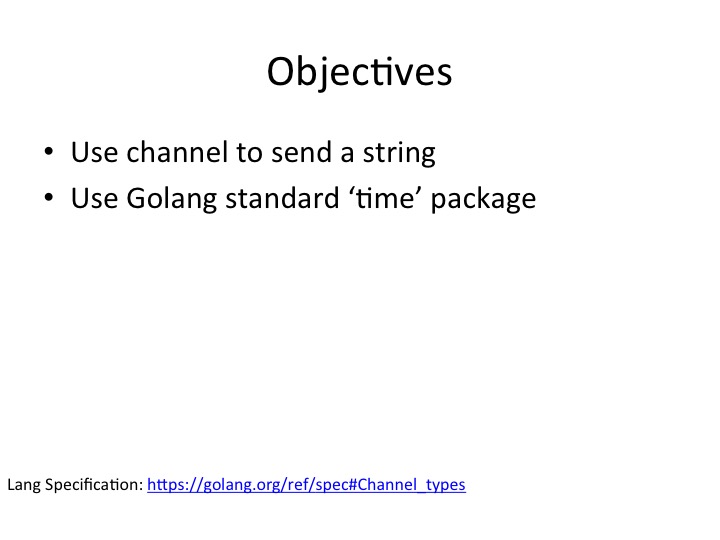 Objectives
• Use channel to send a string
• Use Golang standard ‘time’ package
Lang Specification: https://golang.org/ref/spec#Channel_types